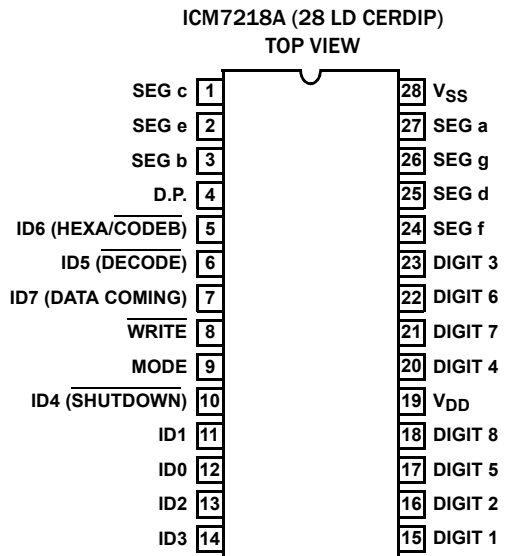 ICM7218A (28 LD CERDIP)
TOP VIEW
SEG c 1 28 VSS
SEG e 2 27 SEG a
SEG b 3 26 SEG g
D.P. 4 25 SEG d
ID6 (HEXA/CODEB) 5 24 SEG f
ID5 (DECODE) 6 23 DIGIT 3
ID7 (DATA COMING) 7 22 DIGIT 6
WRITE 8 21 DIGIT 7
MODE 9 20 DIGIT 4
ID4 (SHUTDOWN) 10 19 VDD
ID1 11 18 DIGIT 8
ID0 12 17 DIGIT 5
ID2 13 16 DIGIT 2
ID3 14 15 DIGIT 1